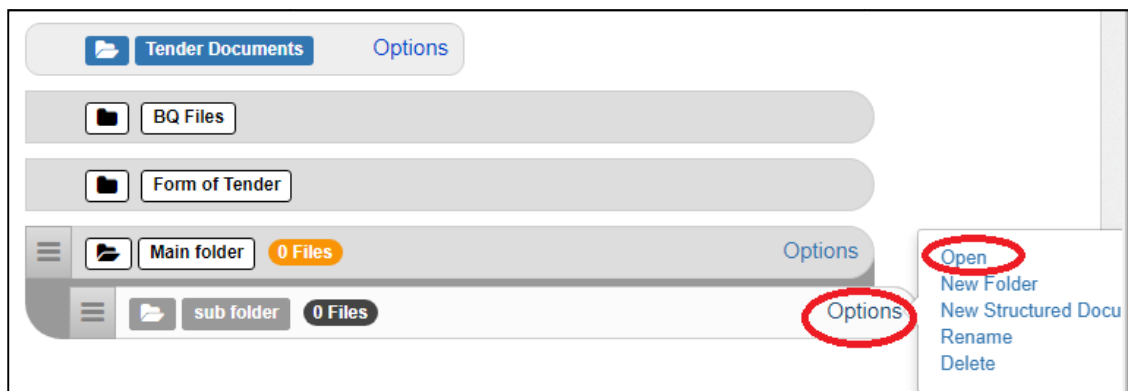 Tender Documents Options
BQ Files
Form of Tender
Main folder 0 Files Options
sub folder 0 Files Options
Open
New Folder
New Structured Docu
Rename
Delete